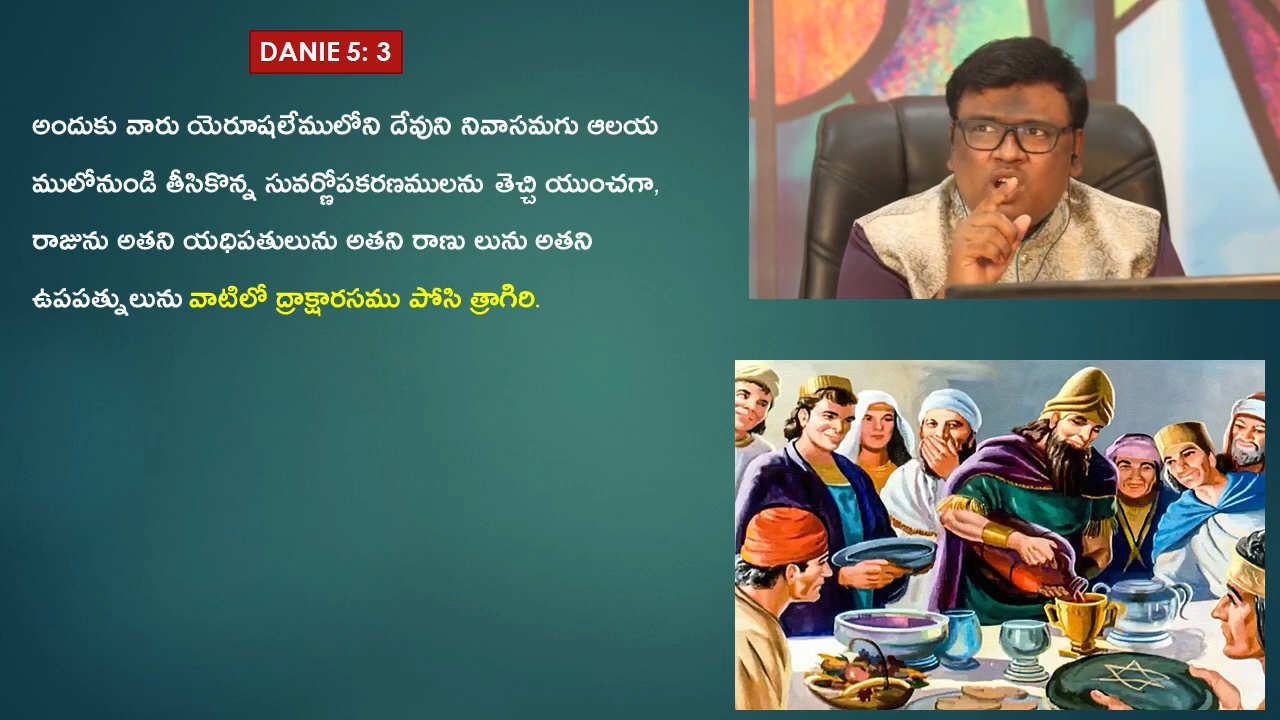 DANIE 5: 3
అందుకు వారు యెరూషలేములోని దేవుని నివాసమగు ఆలయ
ములోనుండి తీసికొన్న సువర్ణోపకరణములను తెచ్చి యుంచగా,
రాజును అతని యధిపతులును అతని రాణు లును అతని
ఉపపత్నులును వాటిలో ద్రాక్షారసము పోసి త్రాగిరి.